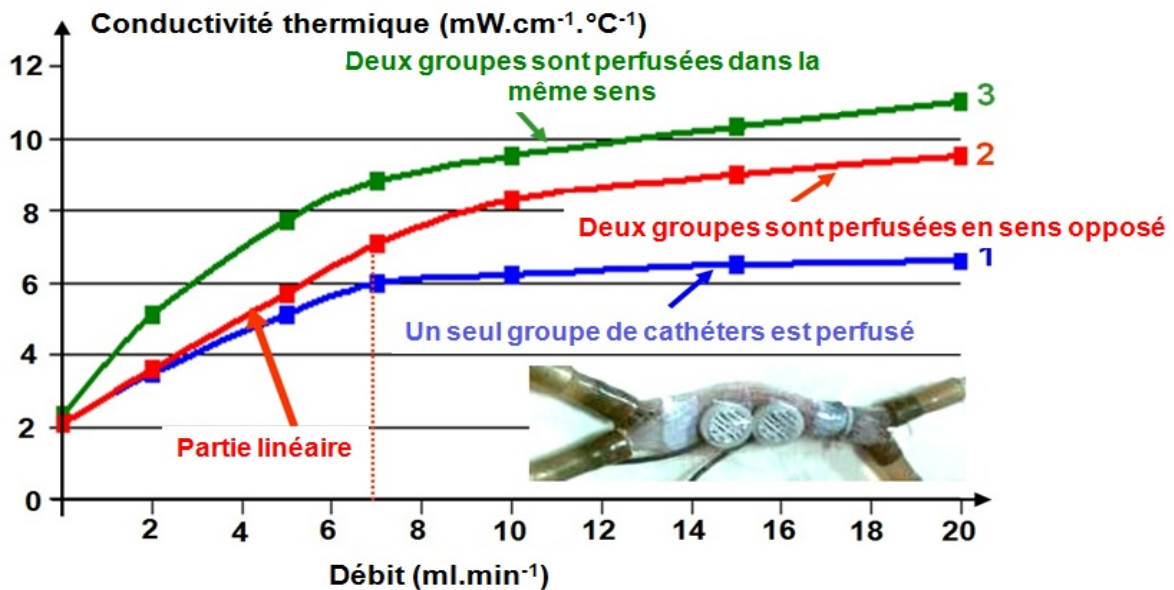 Conductivité thermique (mW.cm⁻¹.°C⁻¹)
12
Deux groupes sont perfusées dans la
même sens
3
10
2
8
Deux groupes sont perfusées en sens opposé
1
6
Un seul groupe de cathéters est perfusé
4
Partie linéaire
2
0
2 4 6 8 10 12 14 16 18 20
Débit (ml.min⁻¹)